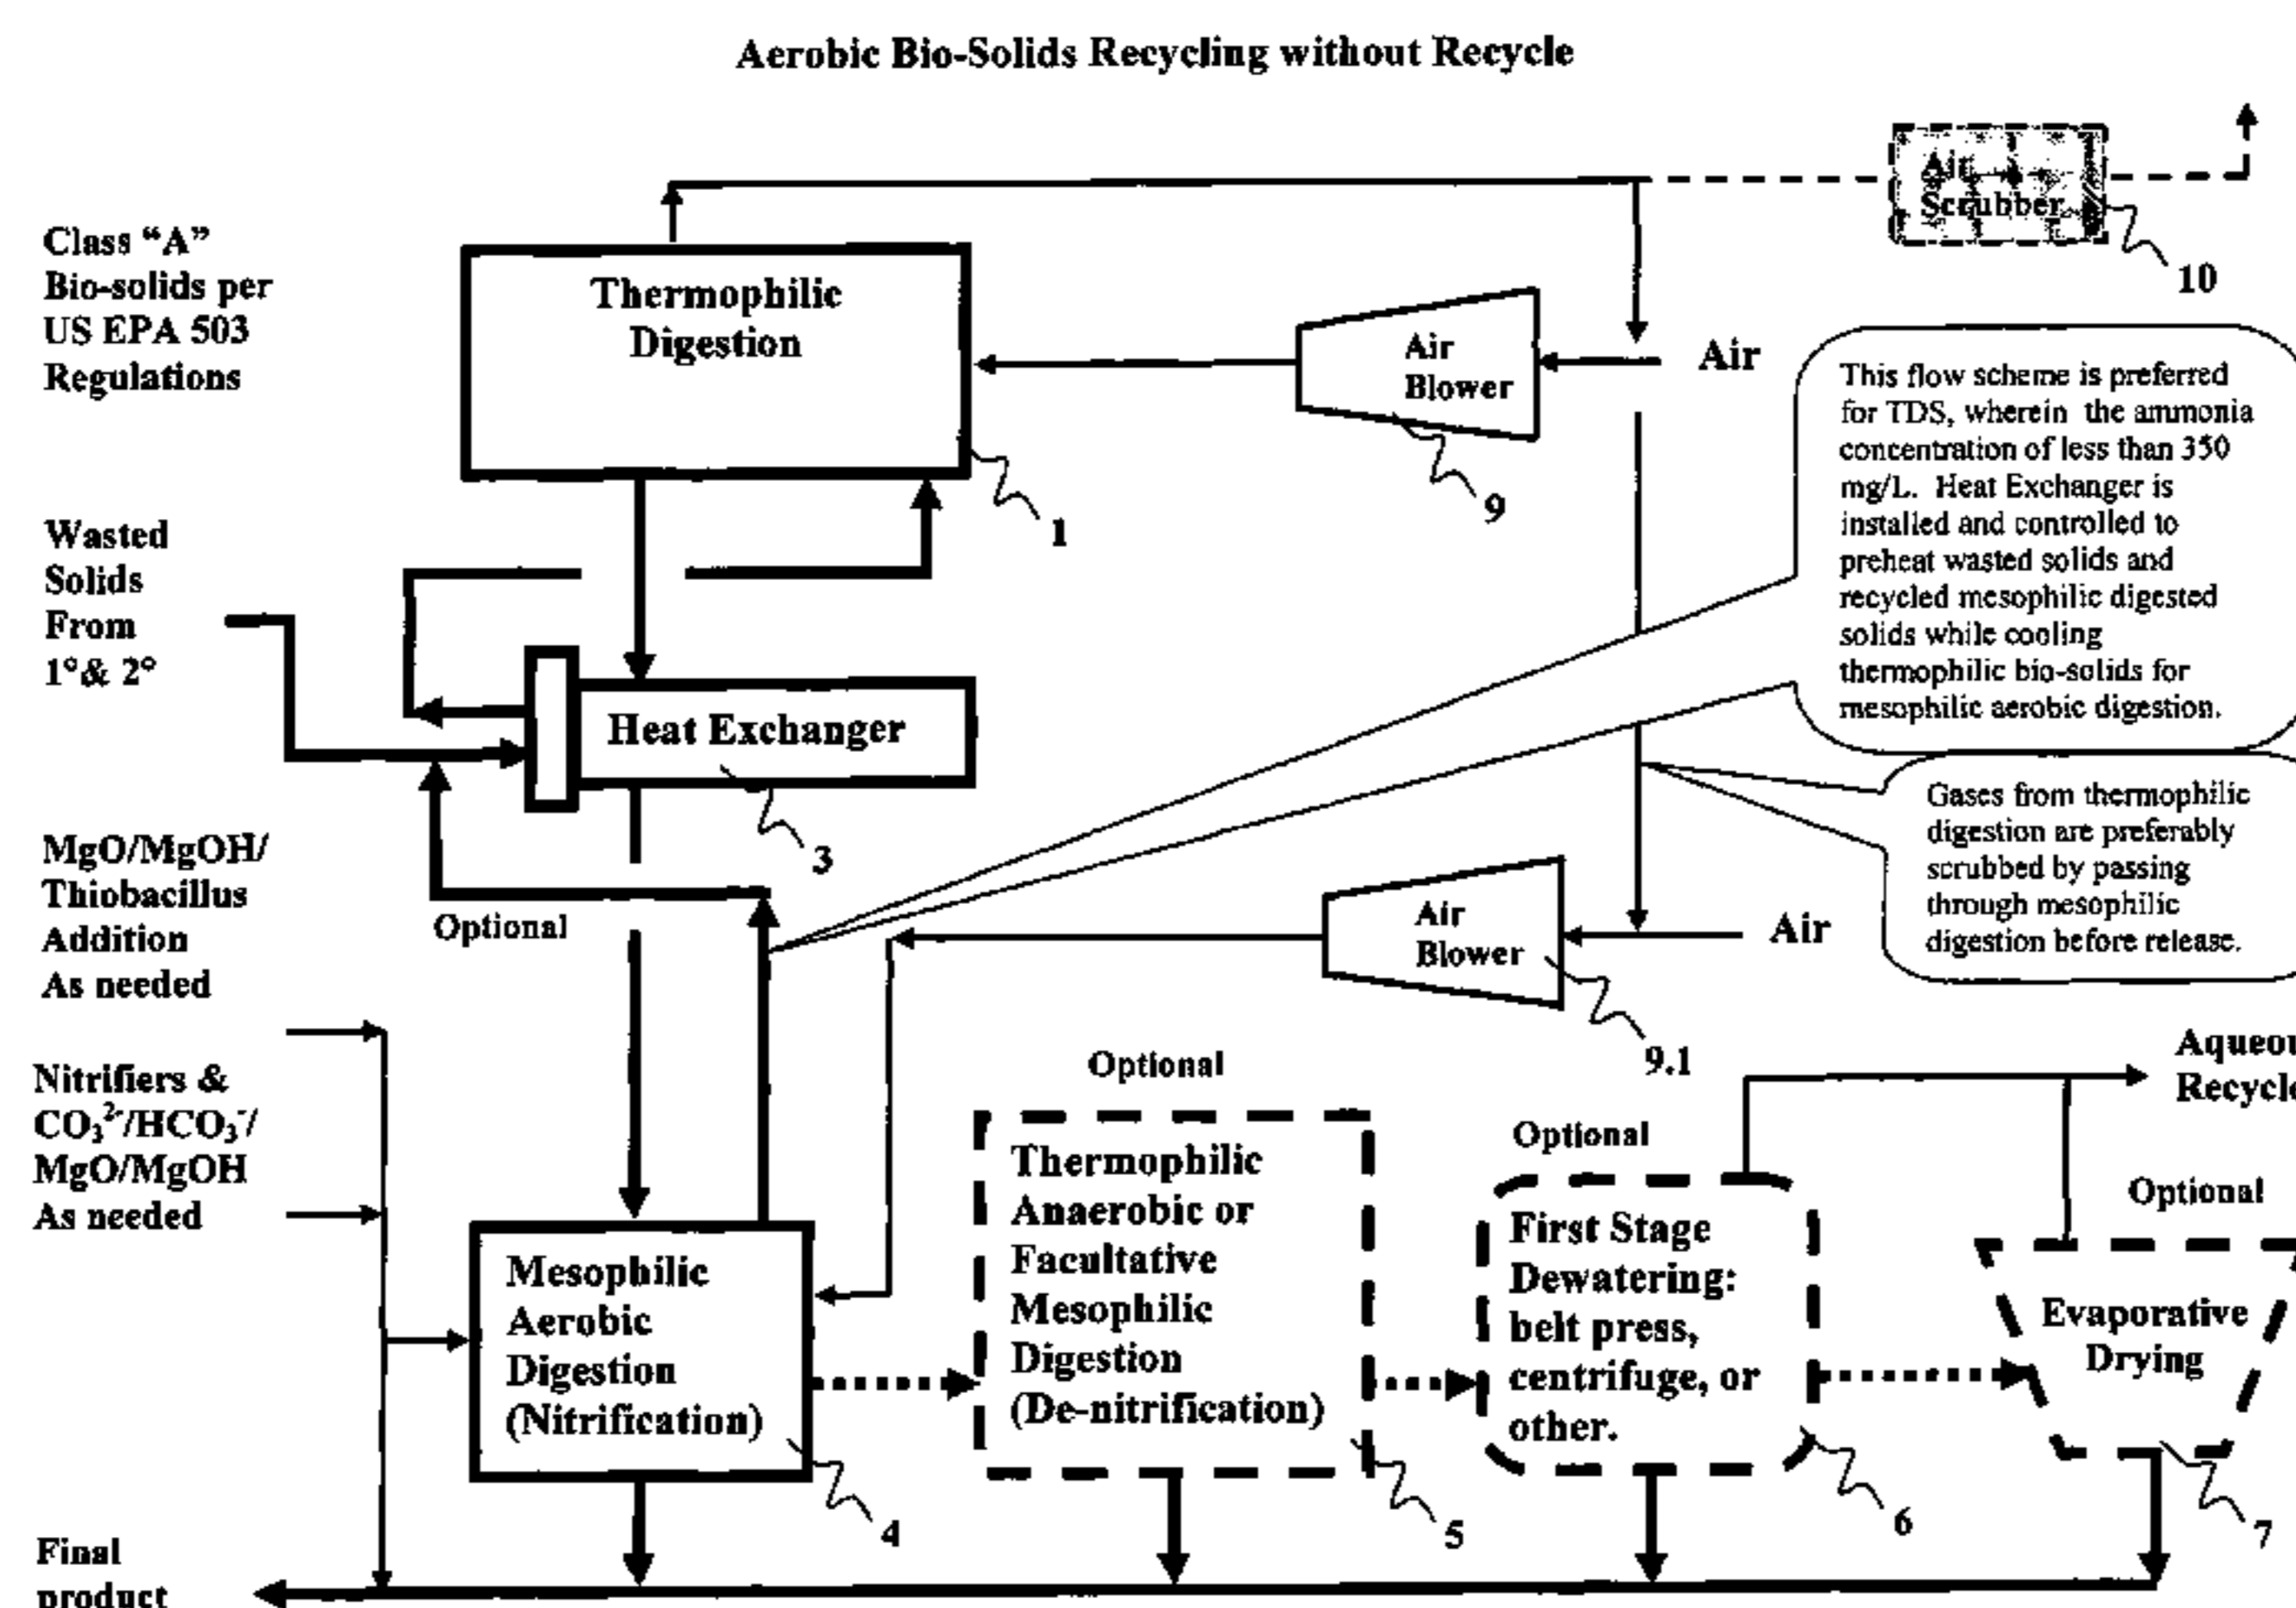 Aerobic Bio-Solids Recycling without Recycle
Air
Scrubber
10
Class “A”
Bio-solids per
US EPA 503
Regulations
Thermophilic
Digestion
1
Air
Blower
9
Air
This flow scheme is preferred
for TDS, wherein the ammonia
concentration of less than 350
mg/L. Heat Exchanger is
installed and controlled to
preheat wasted solids and
recycled mesophilic digested
solids while cooling
thermophilic bio-solids for
mesophilic aerobic digestion.
Wasted
Solids
From
1°& 2°
Heat Exchanger
3
Gases from thermophilic
digestion are preferably
scrubbed by passing
through mesophilic
digestion before release.
MgO/MgOH/
Thiobacillus
Addition
As needed
Optional
Air
Blower
9.1
Air
Nitrifiers &
CO₃²⁻/HCO₃⁻/
MgO/MgOH
As needed
Aqueou
Recycle
Mesophilic
Aerobic
Digestion
(Nitrification)
4
Optional
Thermophilic
Anaerobic or
Facultative
Mesophilic
Digestion
(De-nitrification)
5
Optional
First Stage
Dewatering:
belt press,
centrifuge, or
other.
6
Optional
Evaporative
Drying
7
Final
product